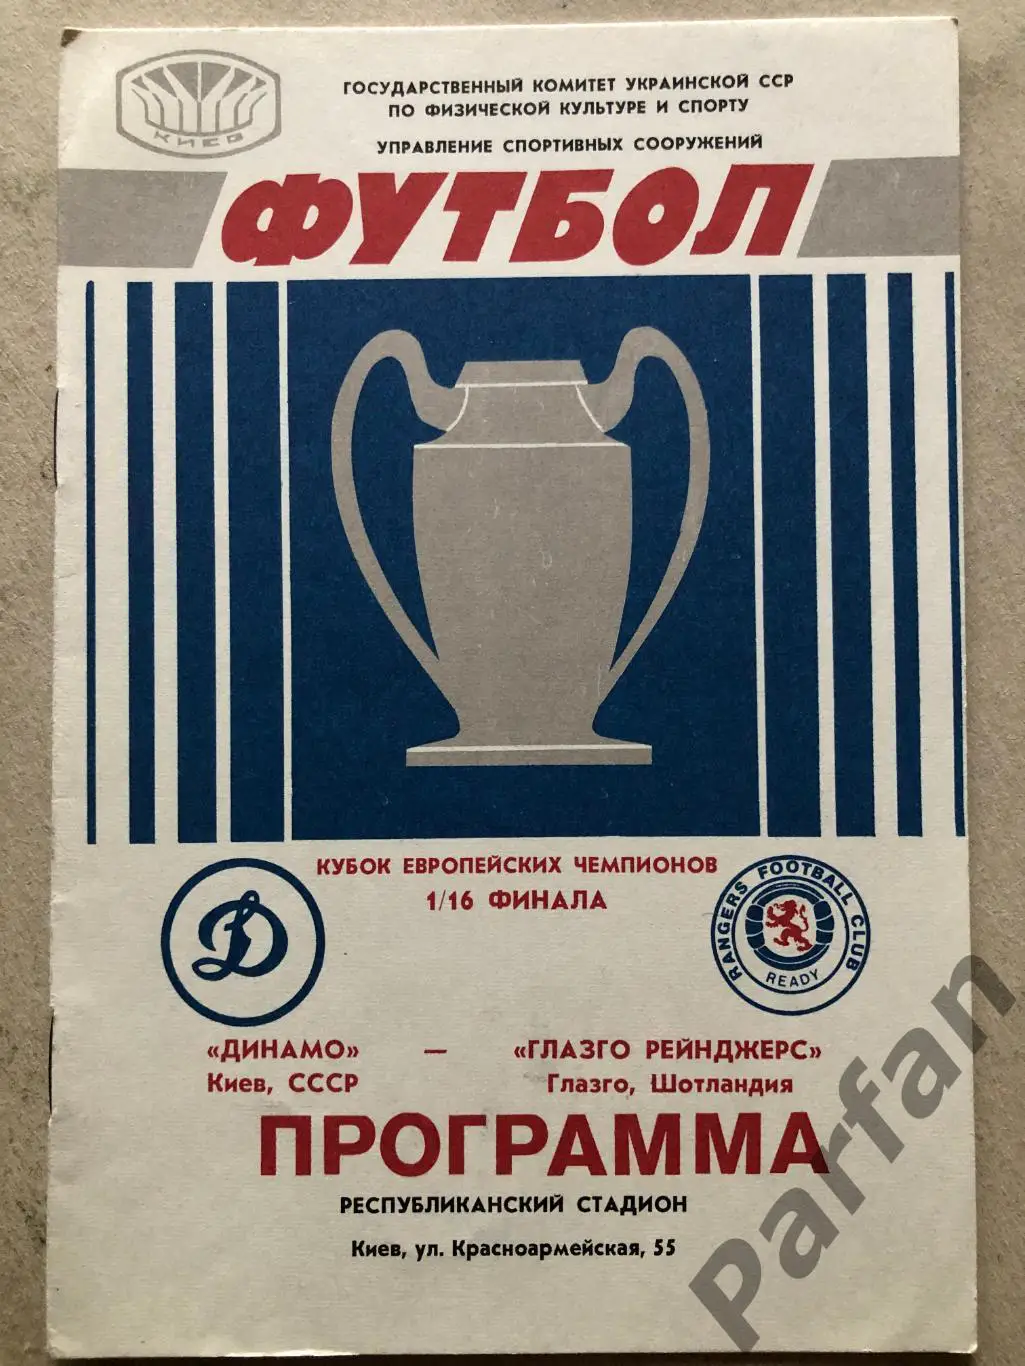 КИЕВ
ГОСУДАРСТВЕННЫЙ КОМИТЕТ УКРАИНСКОЙ ССР
ПО ФИЗИЧЕСКОЙ КУЛЬТУРЕ И СПОРТУ
УПРАВЛЕНИЕ СПОРТИВНЫХ СООРУЖЕНИЙ
ФУТБОЛ
КУБОК ЕВРОПЕЙСКИХ ЧЕМПИОНОВ
1/16 ФИНАЛА
Д
RANGERS FOOTBALL CLUB
READY
«ДИНАМО» — «ГЛАЗГО РЕЙНДЖЕРС»
Киев, СССР Глазго, Шотландия
ПРОГРАММА
РЕСПУБЛИКАНСКИЙ СТАДИОН
Киев, ул. Красноармейская, 55
Parfan